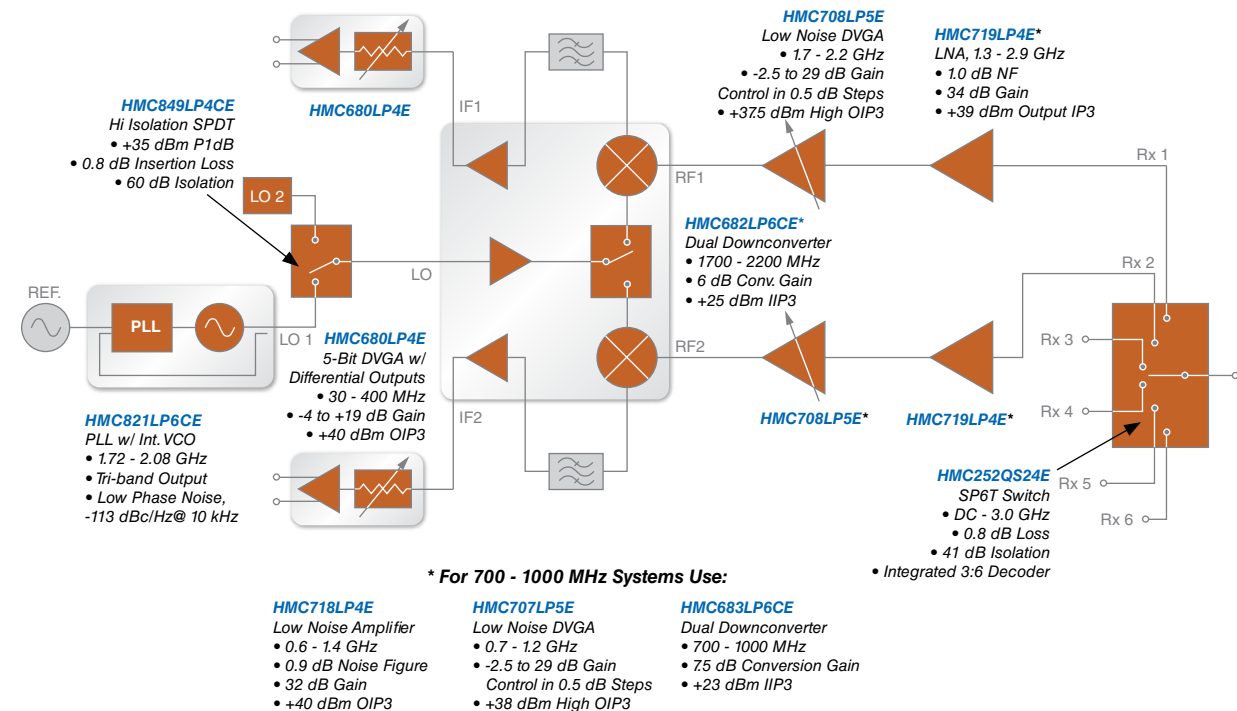 HMC680LP4E
IF1
HMC708LP5E
Low Noise DVGA
• 1.7 - 2.2 GHz
• -2.5 to 29 dB Gain
Control in 0.5 dB Steps
• +37.5 dBm High OIP3
HMC719LP4E*
LNA, 1.3 - 2.9 GHz
• 1.0 dB NF
• 34 dB Gain
• +39 dBm Output IP3
HMC849LP4CE
Hi Isolation SPDT
• +35 dBm P1dB
• 0.8 dB Insertion Loss
• 60 dB Isolation
LO 2
RF1
Rx 1
HMC682LP6CE*
Dual Downconverter
• 1700 - 2200 MHz
• 6 dB Conv. Gain
• +25 dBm IIP3
LO
Rx 2
REF.
PLL
LO 1
HMC680LP4E
5-Bit DVGA w/
Differential Outputs
• 30 - 400 MHz
• -4 to +19 dB Gain
• +40 dBm OIP3
RF2
Rx 3
Rx 4
IF2
HMC708LP5E*
HMC719LP4E*
HMC821LP6CE
PLL w/ Int. VCO
• 1.72 - 2.08 GHz
• Tri-band Output
• Low Phase Noise,
-113 dBc/Hz@ 10 kHz
HMC252QS24E
SP6T Switch
• DC - 3.0 GHz
• 0.8 dB Loss
• 41 dB Isolation
• Integrated 3:6 Decoder
Rx 5
Rx 6
* For 700 - 1000 MHz Systems Use:
HMC718LP4E
Low Noise Amplifier
• 0.6 - 1.4 GHz
• 0.9 dB Noise Figure
• 32 dB Gain
• +40 dBm OIP3
HMC707LP5E
Low Noise DVGA
• 0.7 - 1.2 GHz
• -2.5 to 29 dB Gain
Control in 0.5 dB Steps
• +38 dBm High OIP3
HMC683LP6CE
Dual Downconverter
• 700 - 1000 MHz
• 7.5 dB Conversion Gain
• +23 dBm IIP3